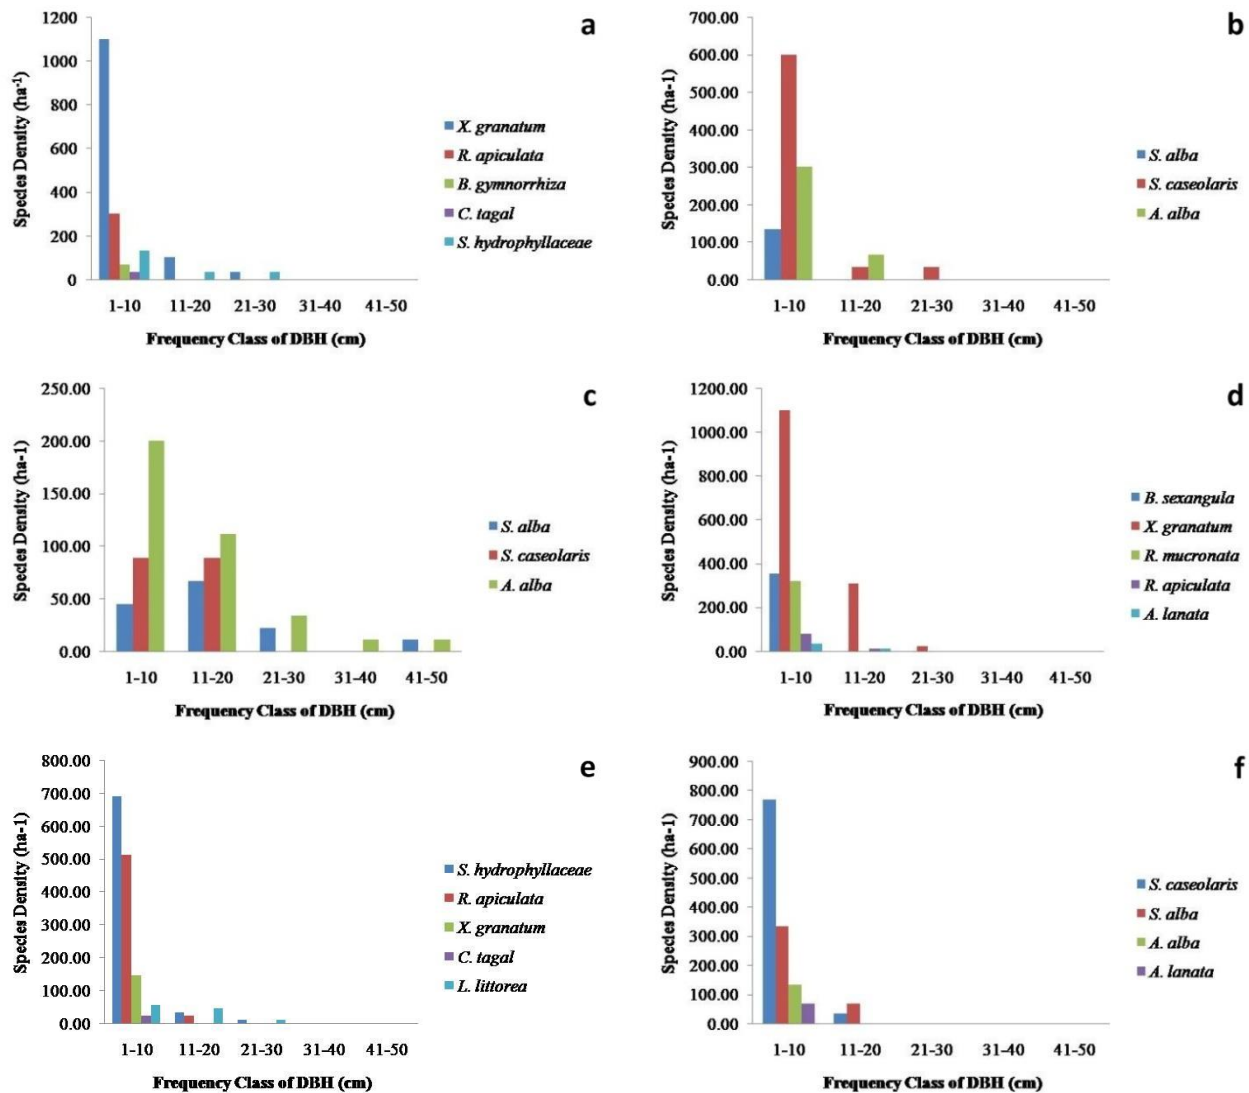 a
1200
1000
800
600
400
200
0
Species Density (ha-1)
1-10 11-20 21-30 31-40 41-50
Frequency Class of DBH (cm)
X. granatum
R. apiculata
B. gymnorrhiza
C. tagal
S. hydrophyllaceae
b
700.00
600.00
500.00
400.00
300.00
200.00
100.00
0.00
Species Density (ha-1)
1-10 11-20 21-30 31-40 41-50
Frequency Class of DBH (cm)
S. alba
S. caseolaris
A. alba
c
250.00
200.00
150.00
100.00
50.00
0.00
Species Density (ha-1)
1-10 11-20 21-30 31-40 41-50
Frequency Class of DBH (cm)
S. alba
S. caseolaris
A. alba
d
1200.00
1000.00
800.00
600.00
400.00
200.00
0.00
Species Density (ha-1)
1-10 11-20 21-30 31-40 41-50
Frequency Class of DBH (cm)
B. sexangula
X. granatum
R. mucronata
R. apiculata
A. lanata
e
800.00
700.00
600.00
500.00
400.00
300.00
200.00
100.00
0.00
Species Density (ha-1)
1-10 11-20 21-30 31-40 41-50
Frequency Class of DBH (cm)
S. hydrophyllaceae
R. apiculata
X. granatum
C. tagal
L. littorea
f
900.00
800.00
700.00
600.00
500.00
400.00
300.00
200.00
100.00
0.00
Species Density (ha-1)
1-10 11-20 21-30 31-40 41-50
Frequency Class of DBH (cm)
S. caseolaris
S. alba
A. alba
A. lanata